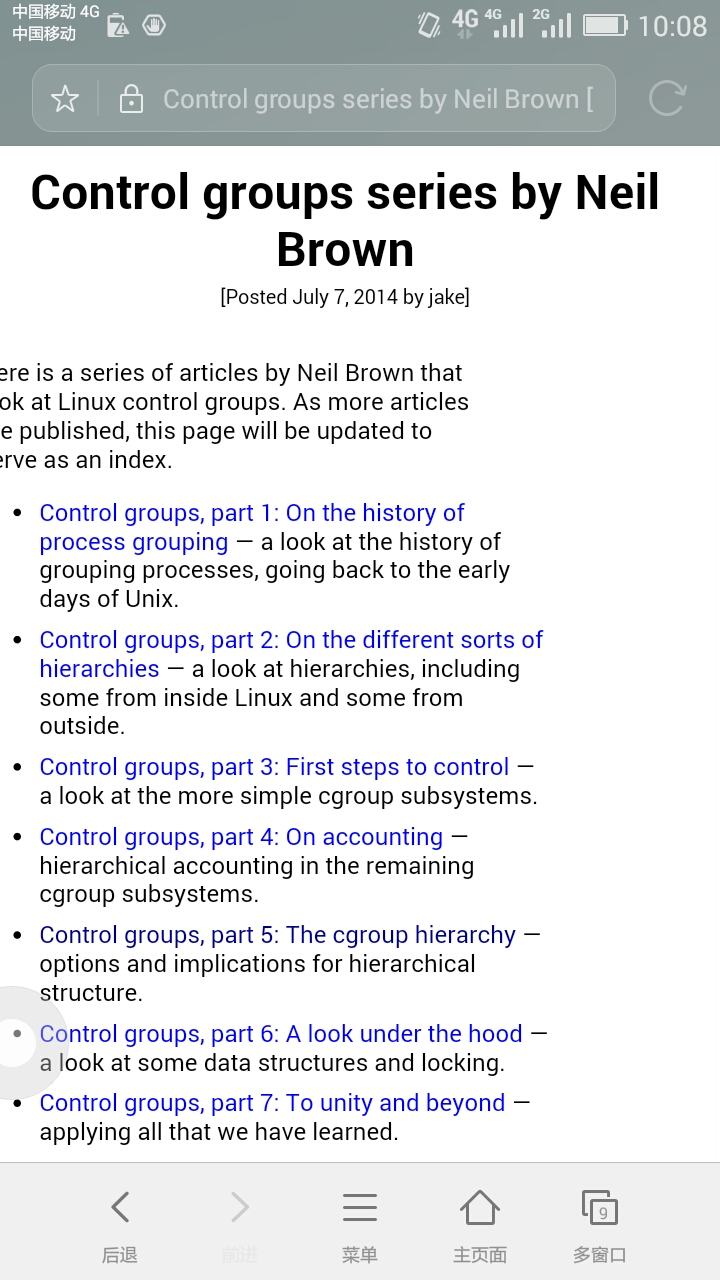 中国移动 4G
中国移动
4G 4G 2G 10:08
Control groups series by Neil Brown [
Control groups series by Neil
Brown
[Posted July 7, 2014 by jake]
ere is a series of articles by Neil Brown that
ok at Linux control groups. As more articles
e published, this page will be updated to
erve as an index.
• Control groups, part 1: On the history of
process grouping — a look at the history of
grouping processes, going back to the early
days of Unix.
• Control groups, part 2: On the different sorts of
hierarchies — a look at hierarchies, including
some from inside Linux and some from
outside.
• Control groups, part 3: First steps to control —
a look at the more simple cgroup subsystems.
• Control groups, part 4: On accounting —
hierarchical accounting in the remaining
cgroup subsystems.
• Control groups, part 5: The cgroup hierarchy —
options and implications for hierarchical
structure.
• Control groups, part 6: A look under the hood —
a look at some data structures and locking.
• Control groups, part 7: To unity and beyond —
applying all that we have learned.
9
后退 前进 菜单 主页面 多窗口